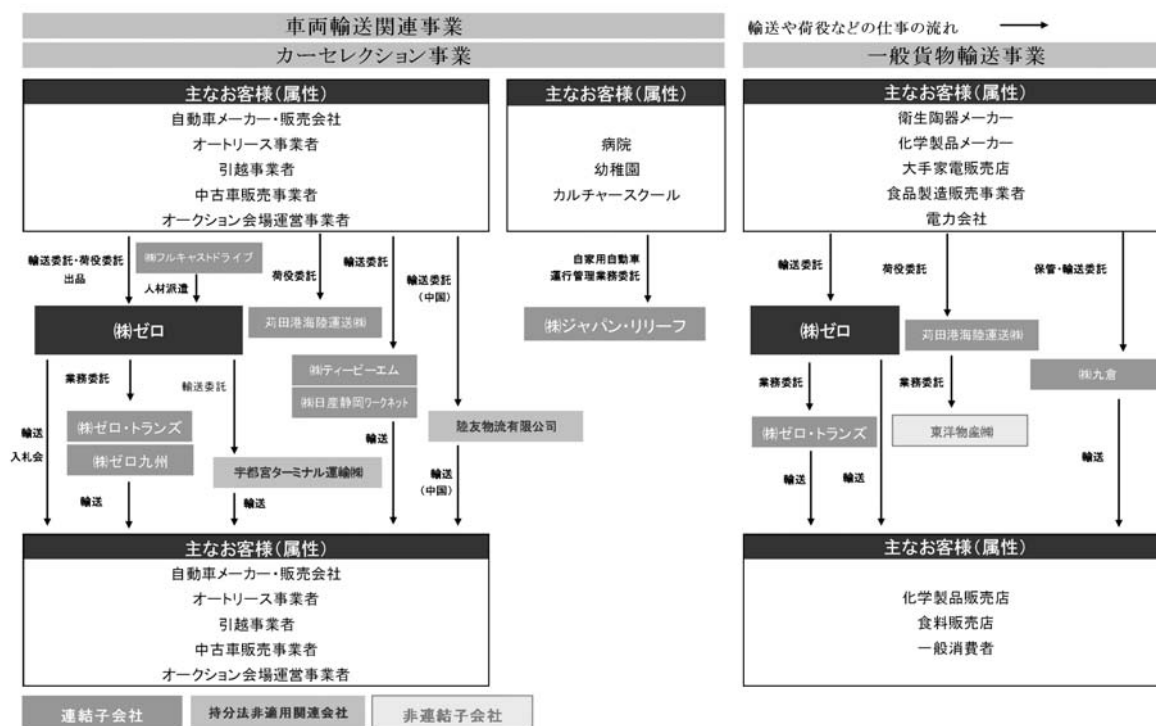 車両輸送関連事業
カーセレクション事業
主なお客様(属性)
自動車メーカー・販売会社
オートリース事業者
引越事業者
中古車販売事業者
オークション会場運営事業者
主なお客様(属性)
病院
幼稚園
カルチャースクール
輸送委託・荷役委託
出品
㈱フルキャストドライブ
人材派遣
荷役委託
輸送委託
輸送委託
(中国)
自家用自動車
運行管理業務委託
㈱ゼロ
苅田港海陸運送㈱
㈱ジャパン・リリーフ
業務委託
輸送委託
㈱ティービーエム
㈱日産静岡ワークネット
㈱ゼロ・トランズ
㈱ゼロ九州
陸友物流有限公司
輸送
入札会
宇都宮ターミナル運輸㈱
輸送
輸送
輸送
輸送
(中国)
主なお客様(属性)
自動車メーカー・販売会社
オートリース事業者
引越事業者
中古車販売事業者
オークション会場運営事業者
連結子会社
持分法非適用関連会社
非連結子会社
輸送や荷役などの仕事の流れ
一般貨物輸送事業
主なお客様(属性)
衛生陶器メーカー
化学製品メーカー
大手家電販売店
食品製造販売事業者
電力会社
輸送委託
荷役委託
保管・輸送委託
㈱ゼロ
苅田港海陸運送㈱
㈱九倉
業務委託
業務委託
㈱ゼロ・トランズ
東洋物産㈱
輸送
輸送
輸送
主なお客様(属性)
化学製品販売店
食料販売店
一般消費者